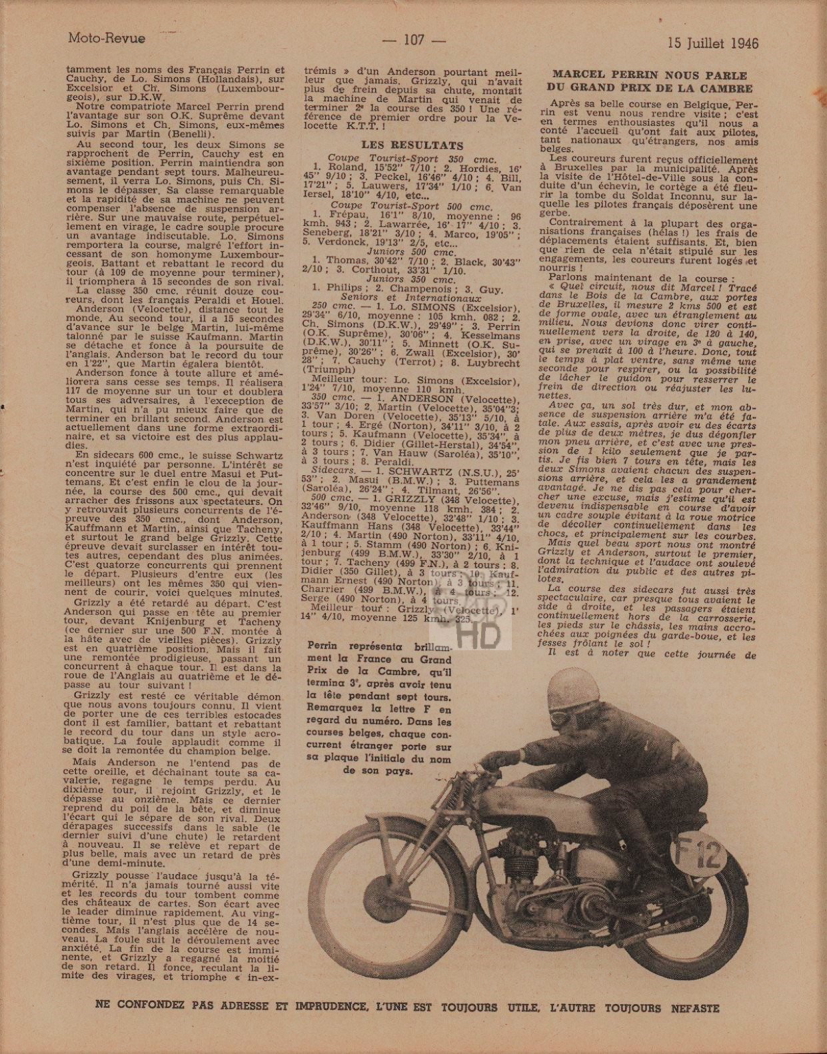 Moto-Revue
— 107 —
15 Juillet 1946
tamment les noms des Français Perrin et
Cauchy, de Lo. Simons (Hollandais), sur
Excelsior et Ch. Simons (Luxembour-
geois), sur D.K.W.
Notre compatriote Marcel Perrin prend
l'avantage sur son O.K. Suprême devant
Lo. Simons et Ch. Simons, eux-mêmes
suivis par Martin (Benelli).
Au second tour, les deux Simons se
rapprochent de Perrin, Cauchy est en
sixième position. Perrin maintiendra son
avantage pendant sept tours. Malheureu-
sement, il verra Lo. Simons, puis Ch. Si-
mons le dépasser. Sa classe remarquable
et la rapidité de sa machine ne peuvent
compenser l'absence de suspension ar-
rière. Sur une mauvaise route, perpétuel-
lement en virage, le cadre souple procure
un avantage indiscutable. Lo. Simons
remportera la course, malgré l'effort in-
cessant de son homonyme Luxembour-
geois. Battant et rebattant le record du
tour (à 109 de moyenne pour terminer),
il triomphera à 15 secondes de son rival.
La classe 350 cmc. réunit douze cou-
reurs, dont les français Peraldi et Houel.
Anderson (Velocette), distance tout le
monde. Au second tour, il a 15 secondes
d'avance sur le belge Martin, lui-même
talonné par le suisse Kaufmann. Martin
se détache et fonce à la poursuite de
l'anglais. Anderson bat le record du tour
en 1'22", que Martin égalera bientôt.
Anderson fonce à toute allure et amé-
liorera sans cesse ses temps. Il réalisera
117 de moyenne sur un tour et doublera
tous ses adversaires, à l'exeception de
Martin, qui n'a pu mieux faire que de
terminer en brillant second. Anderson est
actuellement dans une forme extraordi-
naire, et sa victoire est des plus applau-
dies.
En sidecars 600 cmc., le suisse Schwartz
n'est inquiété par personne. L'intérêt se
concentre sur le duel entre Masui et Put-
temans. Et c'est enfin le clou de la jour-
née, la course des 500 cmc., qui devait
arracher des frissons aux spectateurs. On
y retrouvait plusieurs concurrents de l'é-
preuve des 350 cmc., dont Anderson,
Kauffmann et Martin, ainsi que Tacheny,
et surtout le grand belge Grizzly. Cette
épreuve devait surclasser en intérêt tou-
tes autres, cependant des plus animées.
C'est quatorze concurrents qui prennent
le départ. Plusieurs d'entre eux (les
meilleurs) ont les mêmes 350 qui vien-
nent de courir, voici quelques minutes.
Grizzly a été retardé au départ. C'est
Anderson qui passe en tête au premier
tour, devant Knijenburg et Tacheny
(ce dernier sur une 500 F.N. montée à
la hâte avec de vieilles pièces). Grizzly
est en quatrième position. Mais il fait
une remontée prodigieuse, passant un
concurrent à chaque tour. Il est dans la
roue de l'Anglais au quatrième et le dé-
passe au tour suivant !
Grizzly est resté ce véritable démon
que nous avons toujours connu. Il vient
de porter une de ces terribles estocades
dont il est familier, battant et rebattant
le record du tour dans un style acro-
batique. La foule applaudit comme il
se doit la remontée du champion belge.
Mais Anderson ne l'entend pas de
cette oreille, et déchainant toute sa ca-
valerie, regagne le temps perdu. Au
dixième tour, il rejoint Grizzly, et le
dépasse au onzième. Mais ce dernier
reprend du poil de la bête, et diminue
l'écart qui le sépare de son rival. Deux
dérapages successifs dans le sable (le
dernier suivi d'une chute) le retardent
à nouveau. Il se relève et repart de
plus belle, mais avec un retard de près
d'une demi-minute.
Grizzly pousse l'audace jusqu'à la té-
mérité. Il n'a jamais tourné aussi vite
et les records du tour tombent comme
des châteaux de cartes. Son écart avec
le leader diminue rapidement. Au ving-
tième tour, il n'est plus que de 14 se-
condes. Mais l'anglais accélère de nou-
veau. La foule suit le déroulement avec
anxiété. La fin de la course est immi-
nente, et Grizzly a regagné la moitié
de son retard. Il fonce, reculant la li-
mite des virages, et triomphe « in-ex-
trémis » d'un Anderson pourtant meil-
leur que jamais. Grizzly, qui n'avait
plus de frein depuis sa chute, montait
la machine de Martin qui venait de
terminer 2e la course des 350 ! Une ré-
férence de premier ordre pour la Ve-
locette K.T.T. !
LES RESULTATS
Coupe Tourist-Sport 350 cmc.
1. Roland, 15'52" 7/10 ; 2. Hordies, 16'
45" 9/10 ; 3. Peckel, 16'46" 4/10 ; 4. Bill,
17'21" ; 5. Lauwers, 17'34" 1/10 ; 6. Van
Iersel, 18'10" 4/10, etc...
Coupe Tourist-Sport 500 cmc.
1. Frépau, 16'1" 8/10, moyenne : 96
kmh. 943 ; 2. Lawarrée, 16' 17" 4/10 ; 3.
Seneberg, 18'21" 3/10 ; 4. Marco, 19'05" ;
5. Verdonck, 19'13" 2/5, etc...
Juniors 500 cmc.
1. Thomas, 30'42" 7/10 ; 2. Black, 30'43"
2/10 ; 3. Corthout, 33'31" 1/10.
Juniors 350 cmc.
1. Philips ; 2. Champenois ; 3. Guy.
Seniors et Internationaux
250 cmc. — 1. Lo. SIMONS (Excelsior),
29'34" 6/10, moyenne : 105 kmh. 082 ; 2.
Ch. Simons (D.K.W.), 29'49" ; 3. Perrin
(O.K. Suprême), 30'06" ; 4. Kesselmans
(D.K.W.), 30'11" ; 5. Minnett (O.K. Su-
prême), 30'26" ; 6. Zwall (Excelsior), 30'
28" ; 7. Cauchy (Terrot) ; 8. Luybrecht
(Triumph)
Meilleur tour : Lo. Simons (Excelsior),
1'24" 7/10, moyenne 110 kmh.
350 cmc. — 1. ANDERSON (Velocette),
33'57" 3/10; 2. Martin (Velocette), 35'04"3;
3. Van Doren (Velocette), 35'13" 5/10, à
1 tour ; 4. Ergé (Norton), 34'11" 3/10, à 2
tours ; 5. Kaufmann (Velocette), 35'34", à
2 tours ; 6. Didier (Gillet-Herstal), 34'54",
à 3 tours ; 7. Van Hauw (Saroléa), 35'10",
à 3 tours ; 8. Peraldi.
Sidecars. — 1. SCHWARTZ (N.S.U.), 25'
53" ; 2. Masui (B.M.W.) ; 3. Puttemans
(Saroléa), 26'24" ; 4. Tilmant, 26'56".
500 cmc. — 1. GRIZZLY (348 Velocette),
32'46" 9/10, moyenne 118 kmh. 384 ; 2.
Anderson (348 Velocette), 32'48" 1/10 ; 3.
Kauffmann Hans (348 Velocette), 33'44"
2/10 ; 4. Martin (490 Norton), 33'11" 4/10,
à 1 tour ; 5. Stamm (490 Norton) ; 6. Kni-
jenburg (499 B.M.W.), 33'30" 2/10, à 1
tour ; 7. Tacheny (499 F.N.), à 2 tours ; 8.
Didier (350 Gillet), à 3 tours ; Kauf-
mann Ernest (490 Norton), à 3 tours ; 11.
Charrier (499 B.M.W.), à 4 tours ; 12.
Serge (490 Norton), à 4 tours.
Meilleur tour : Grizzly (Velocette), 1'
14" 4/10, moyenne 125 kmh. 325.
HD
Perrin représenta brillam-
ment la France au Grand
Prix de la Cambre, qu'il
termina 3e, après avoir tenu
la tête pendant sept tours.
Remarquez la lettre F en
regard du numéro. Dans les
courses belges, chaque con-
current étranger porte sur
sa plaque l'initiale du nom
de son pays.
MARCEL PERRIN NOUS PARLE
DU GRAND PRIX DE LA CAMBRE
Après sa belle course en Belgique, Per-
rin est venu nous rendre visite ; c'est
en termes enthousiastes qu'il nous a
conté l'accueil qu'ont fait aux pilotes,
tant nationaux qu'étrangers, nos amis
belges.
Les coureurs furent reçus officiellement
à Bruxelles par la municipalité. Après
la visite de l'Hôtel-de-Ville sous la con-
duite d'un échevin, le cortège a été fleu-
rir la tombe du Soldat Inconnu, sur la-
quelle les pilotes français déposèrent une
gerbe.
Contrairement à la plupart des orga-
nisations françaises (hélas !) les frais de
déplacements étaient suffisants. Et, bien
que rien de cela n'était stipulé sur les
engagements, les coureurs furent logés et
nourris !
Parlons maintenant de la course :
« Quel circuit, nous dit Marcel ! Tracé
dans le Bois de la Cambre, aux portes
de Bruxelles, il mesure 2 kms 500 et est
de forme ovale, avec un étranglement au
milieu. Nous devions donc virer conti-
nuellement vers la droite, de 120 à 140,
en prise, avec un virage en 3e à gauche,
qui se prenait à 100 à l'heure. Donc, tout
le temps à plat ventre, sans même une
seconde pour respirer, ou la possibilité
de lâcher le guidon pour resserrer le
frein de direction ou réajuster les lu-
nettes.
Avec ça, un sol très dur, et mon ab-
sence de suspension arrière m'a été fa-
tale. Aux essais, après avoir eu des écarts
de plus de deux mètres, je dus dégonfler
mon pneu arrière, et c'est avec une pres-
sion de 1 kilo seulement que je par-
tis. Je fis bien 7 tours en tête, mais les
deux Simons avaient chacun des suspen-
sions arrière, et cela les a grandement
avantagé. Je ne dis pas cela pour cher-
cher une excuse, mais j'estime qu'il est
devenu indispensable en course d'avoir
un cadre souple évitant à la roue motrice
de décoller continuellement dans les
chocs, et principalement sur les courbes.
Mais quel beau sport nous ont montré
Grizzly et Anderson, surtout le premier,
dont la technique et l'audace ont soulevé
l'admiration du public et des autres pi-
lotes.
La course des sidecars fut aussi très
spectaculaire, car presque tous avaient le
side à droite, et les passagers étaient
continuellement hors de la carrosserie,
les pieds sur le châssis, les mains accro-
chées aux poignées du garde-boue, et les
fesses frôlant le sol !
Il est à noter que cette journée de
F 12
NE CONFONDEZ PAS ADRESSE ET IMPRUDENCE, L'UNE EST TOUJOURS UTILE, L'AUTRE TOUJOURS NEFASTE